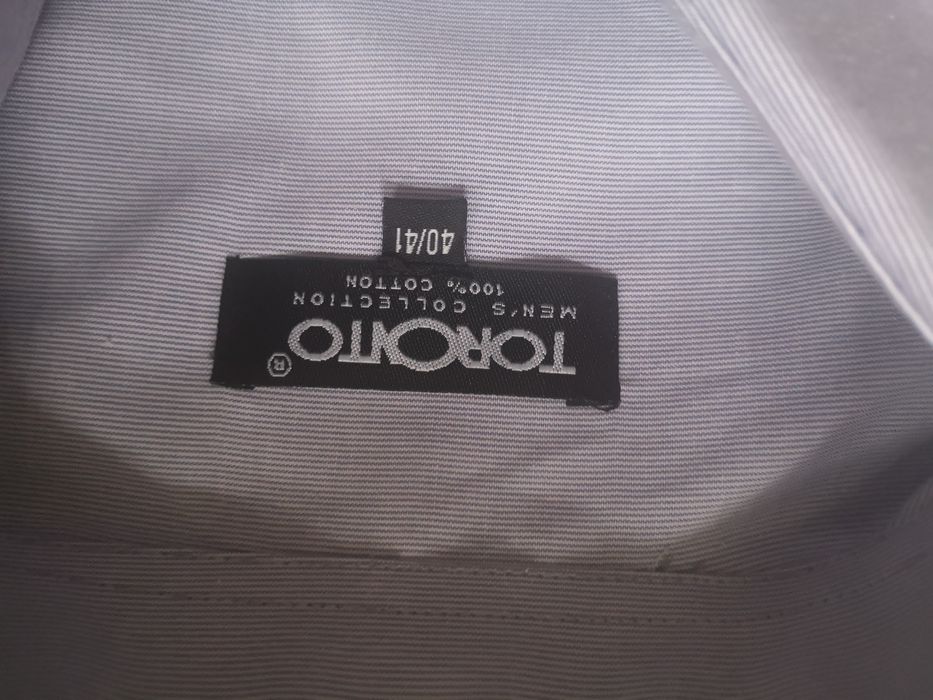 TORONTO ®
MEN'S COLLECTION
100% COTTON
40/41